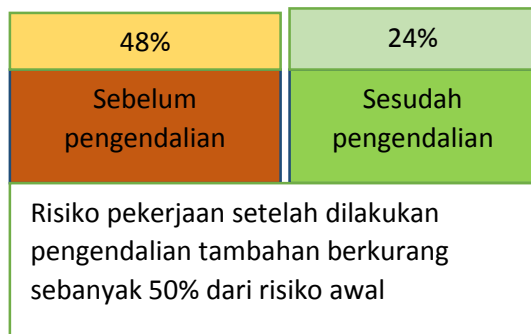 48%
24%
Sebelum
pengendalian
Sesudah
pengendalian
Risiko pekerjaan setelah dilakukan
pengendalian tambahan berkurang
sebanyak 50% dari risiko awal